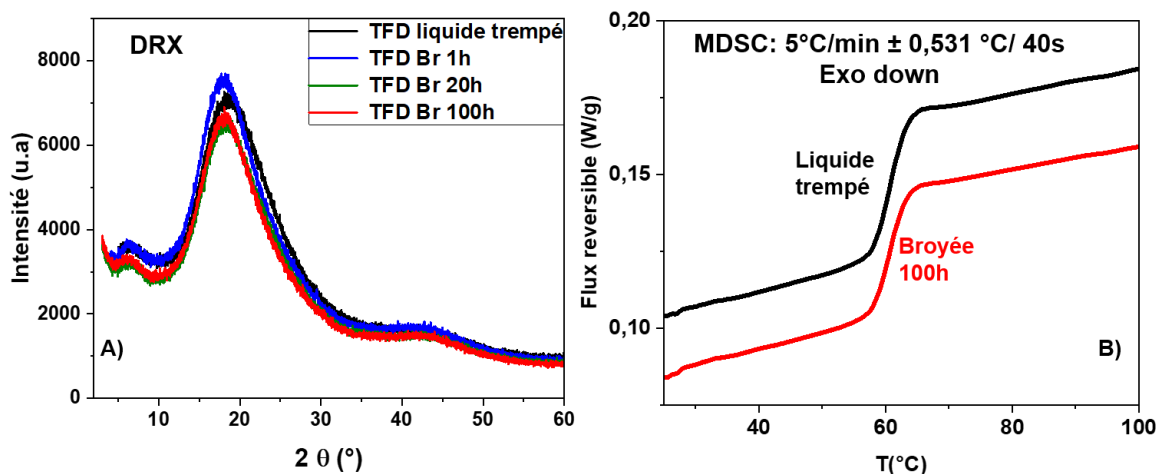 DRX
TFD liquide trempé
TFD Br 1h
TFD Br 20h
TFD Br 100h
Intensité (u.a)
8000
6000
4000
2000
0
A)
10
20
30
40
50
60
2 θ (°)
MDSC: 5°C/min ± 0,531 °C/ 40s
Exo down
Flux reversible (W/g)
0,20
0,15
0,10
Liquide
trempé
Broyée
100h
B)
40
60
80
100
T(°C)